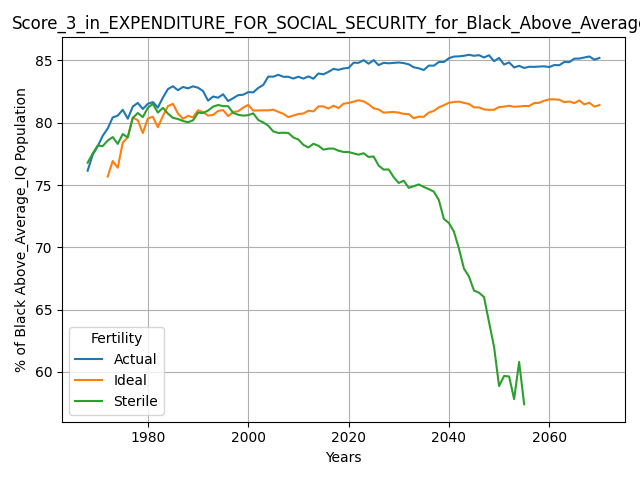 Score_3_in_EXPENDITURE_FOR_SOCIAL_SECURITY_for_Black_Above_Average
% of Black Above_Average_IQ Population
85
80
75
70
65
60
Fertility
Actual
Ideal
Sterile
1980
2000
2020
2040
2060
Years